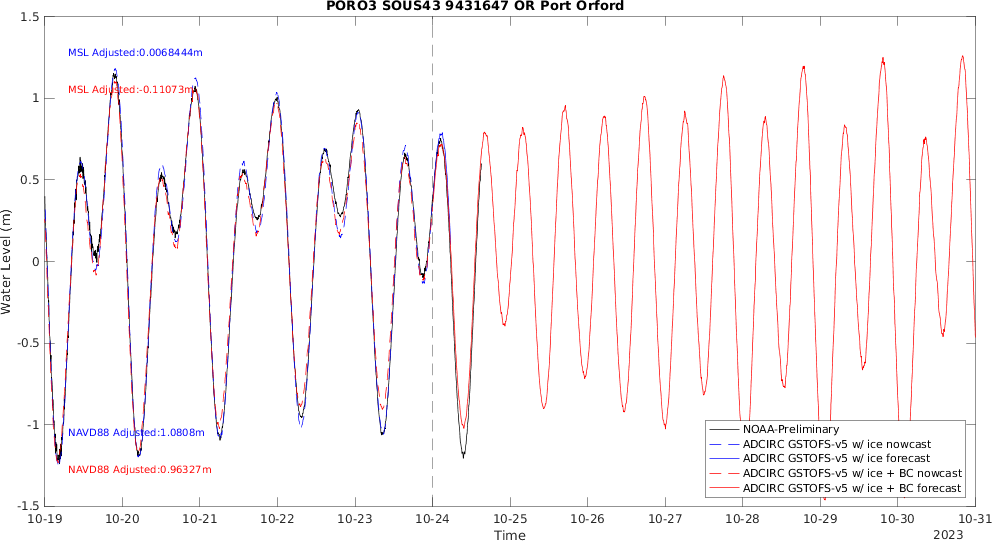 PORO3 SOUS43 9431647 OR Port Orford
1.5
1
0.5
0
-0.5
-1
-1.5
Water Level (m)
MSL Adjusted:0.0068444m
MSL Adjusted:-0.11073m
NAVD88 Adjusted:1.0808m
NAVD88 Adjusted:0.96327m
NOAA-Preliminary
ADCIRC GSTOFS-v5 w/ ice nowcast
ADCIRC GSTOFS-v5 w/ ice forecast
ADCIRC GSTOFS-v5 w/ ice + BC nowcast
ADCIRC GSTOFS-v5 w/ ice + BC forecast
10-19 10-20 10-21 10-22 10-23 10-24 10-25 10-26 10-27 10-28 10-29 10-30 10-31
Time
2023